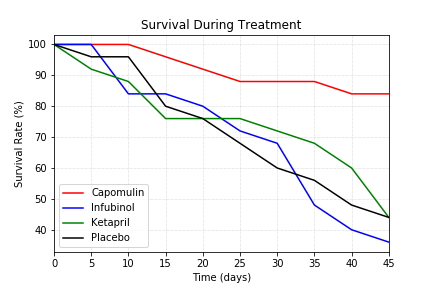 Survival During Treatment
Survival Rate (%)
100
90
80
70
60
50
40
Capomulin
Infubinol
Ketapril
Placebo
0 5 10 15 20 25 30 35 40 45
Time (days)